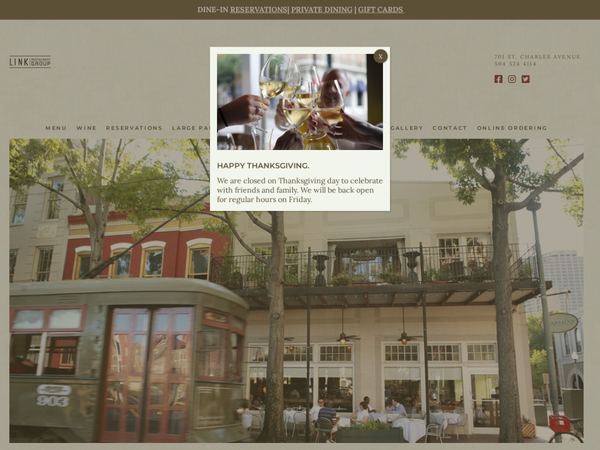 DINE-IN RESERVATIONS| PRIVATE DINING | GIFT CARDS
LINK RESTAURANT GROUP
701 ST. CHARLES AVENUE
504 524 4114
X
MENU WINE RESERVATIONS LARGE GALLERY CONTACT ONLINE ORDERING
HAPPY THANKSGIVING.
We are closed on Thanksgiving day to celebrate
with friends and family. We will be back open
for regular hours on Friday.
903